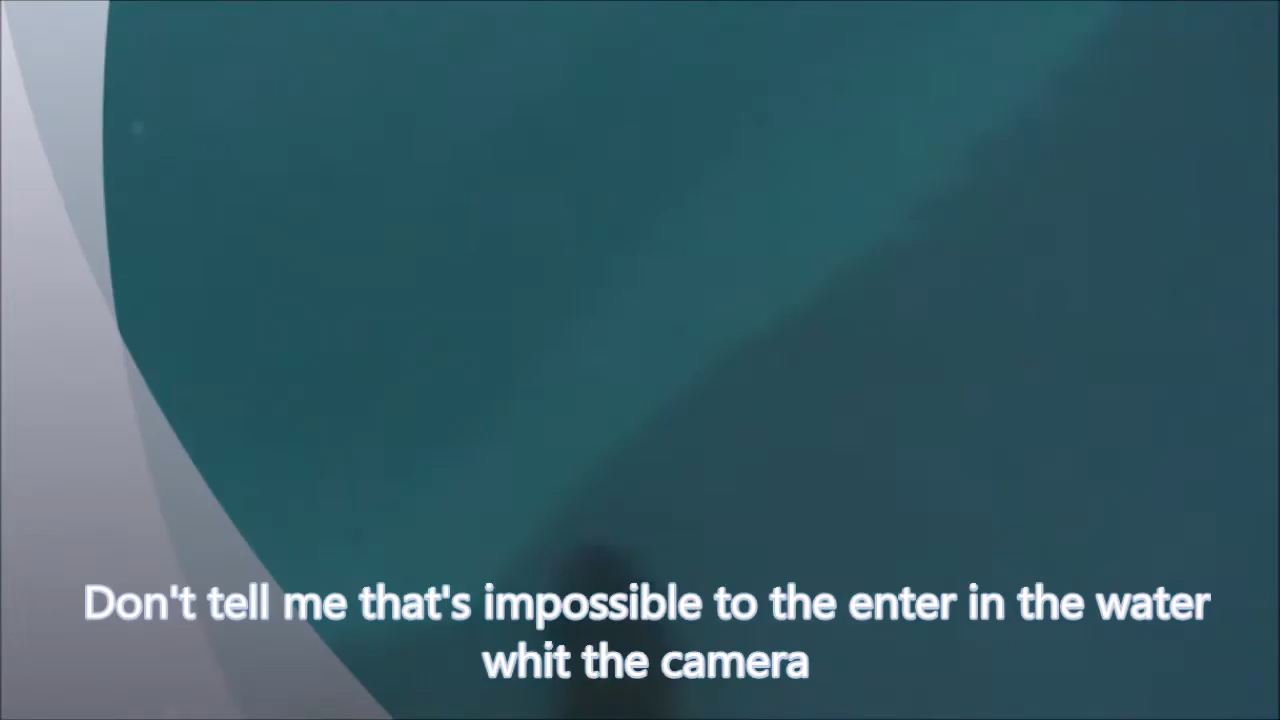 Don't tell me that's impossible to the enter in the water
whit the camera